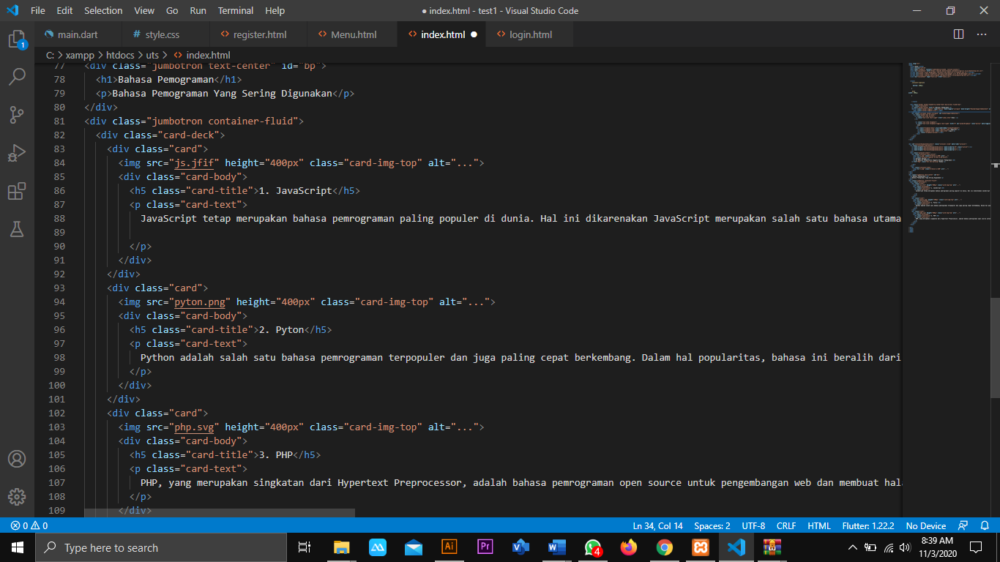 File Edit Selection View Go Run Terminal Help ● index.html - test1 - Visual Studio Code
main.dart # style.css <> register.html <> Menu.html <> index.html ● <> login.html
1
C: > xampp > htdocs > uts > <> index.html
77 <div class="jumbotron text-center" id="bp">
78 <h1>Bahasa Pemograman</h1>
79 <p>Bahasa Pemograman Yang Sering Digunakan</p>
80 </div>
81 <div class="jumbotron container-fluid">
82 <div class="card-deck">
83 <div class="card">
84 <img src="js.jfif" height="400px" class="card-img-top" alt="...">
85 <div class="card-body">
86 <h5 class="card-title">1. JavaScript</h5>
87 <p class="card-text">
88 JavaScript tetap merupakan bahasa pemrograman paling populer di dunia. Hal ini dikarenakan JavaScript merupakan salah satu bahasa utama
89
90 </p>
91 </div>
92 </div>
93 <div class="card">
94 <img src="pyton.png" height="400px" class="card-img-top" alt="...">
95 <div class="card-body">
96 <h5 class="card-title">2. Pyton</h5>
97 <p class="card-text">
98 Python adalah salah satu bahasa pemrograman terpopuler dan juga paling cepat berkembang. Dalam hal popularitas, bahasa ini beralih dari
99 </p>
100 </div>
101 </div>
102 <div class="card">
103 <img src="php.svg" height="400px" class="card-img-top" alt="...">
104 <div class="card-body">
105 <h5 class="card-title">3. PHP</h5>
106 <p class="card-text">
107 PHP, yang merupakan singkatan dari Hypertext Preprocessor, adalah bahasa pemrograman open source untuk pengembangan web dan membuat hal
108 </p>
109 </div>
0 0 Ln 34, Col 14 Spaces: 2 UTF-8 CRLF HTML Flutter: 1.22.2 No Device
Type here to search
Ai Pr 4
8:39 AM
11/3/2020